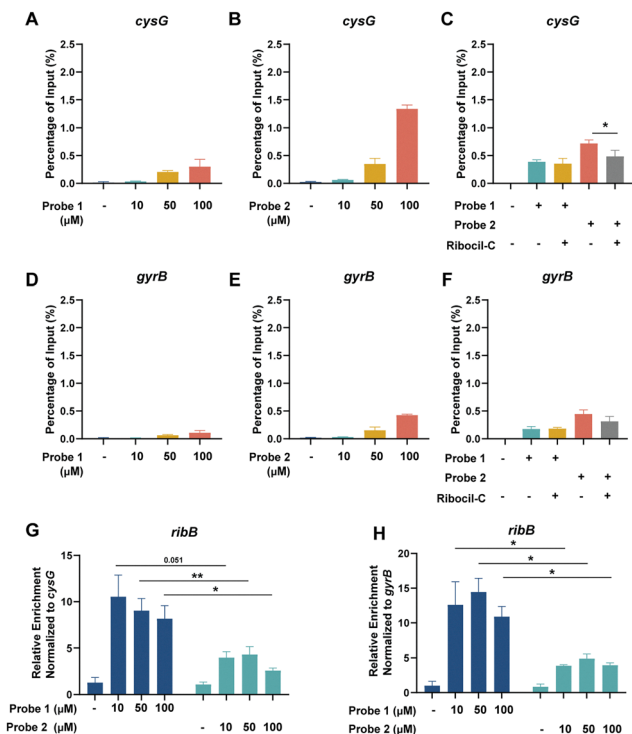 A
cysG
Percentage of Input (%)
2.5
2.0
1.5
1.0
0.5
0.0
Probe 1 - 10 50 100
(μM)
B
cysG
Percentage of Input (%)
2.5
2.0
1.5
1.0
0.5
0.0
Probe 2 - 10 50 100
(μM)
C
cysG
Percentage of Input (%)
2.5
2.0
1.5
1.0
0.5
0.0
*
Probe 1 - + +
Probe 2 - + +
Ribocil-C - - + - +
D
gyrB
Percentage of Input (%)
2.5
2.0
1.5
1.0
0.5
0.0
Probe 1 - 10 50 100
(μM)
E
gyrB
Percentage of Input (%)
2.5
2.0
1.5
1.0
0.5
0.0
Probe 2 - 10 50 100
(μM)
F
gyrB
Percentage of Input (%)
2.5
2.0
1.5
1.0
0.5
0.0
Probe 1 - + +
Probe 2 - + +
Ribocil-C - - + - +
G
ribB
Relative Enrichment
Normalized to cysG
15
10
5
0
0.051
**
*
Probe 1 (μM) - 10 50 100
Probe 2 (μM) - 10 50 100
H
ribB
Relative Enrichment
Normalized to gyrB
20
15
10
5
0
*
*
*
Probe 1 (μM) - 10 50 100
Probe 2 (μM) - 10 50 100